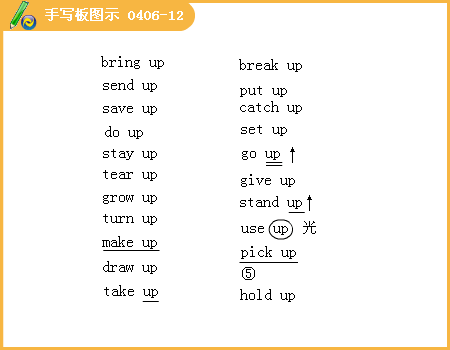 手写板图示 0406-12
bring up
send up
save up
do up
stay up
tear up
grow up
turn up
make up
draw up
take up
break up
put up
catch up
set up
go up ↑
give up
stand up↑
use up 光
pick up
⑤
hold up